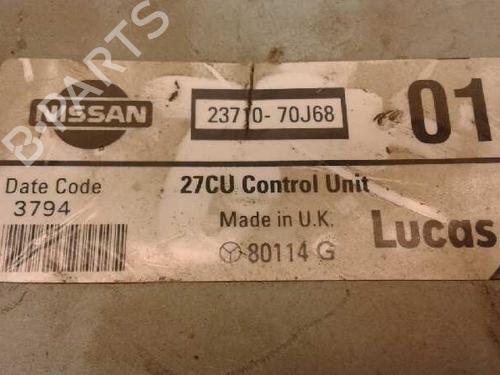 B-PARTS
NISSAN
23710-70J68
01
Date Code
3794
27CU Control Unit
Made in U.K.
80114 G
Lucas